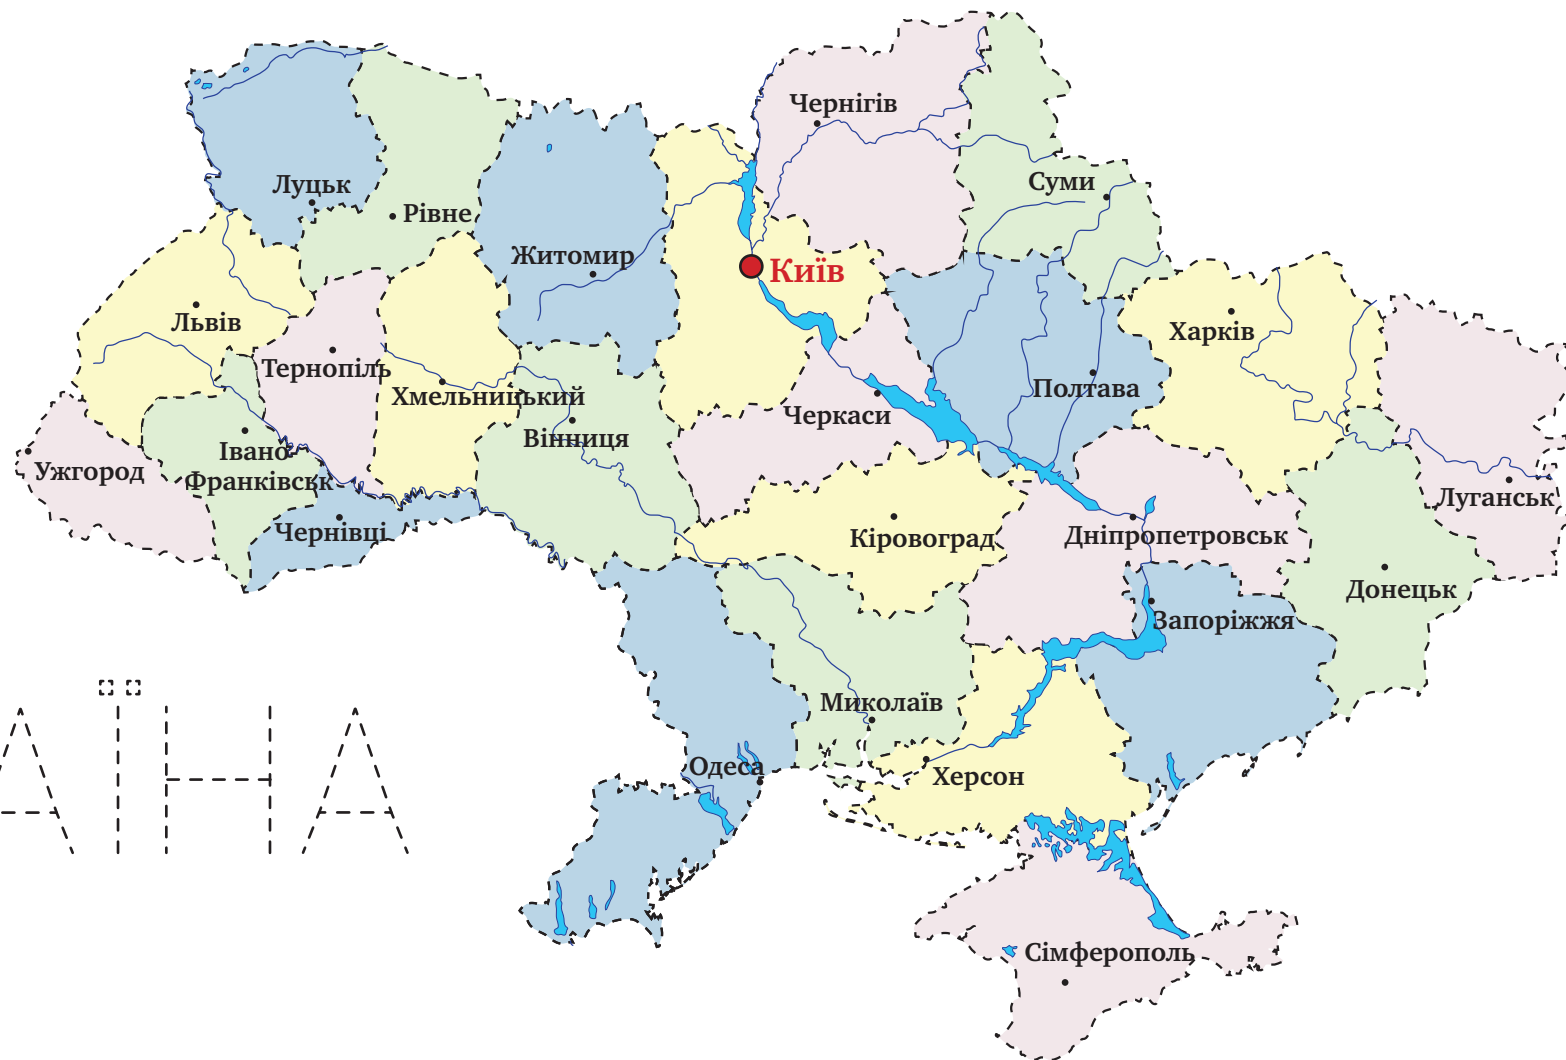 Чернігів
Луцьк
Рівне
Суми
Житомир
Київ
Львів
Харків
Тернопіль
Хмельницький
Полтава
Черкаси
Вінниця
Івано-
Франківськ
Ужгород
Луганськ
Чернівці
Кіровоград
Дніпропетровськ
Донецьк
Запоріжжя
Миколаїв
Одеса
Херсон
АЇНА
Сімферополь